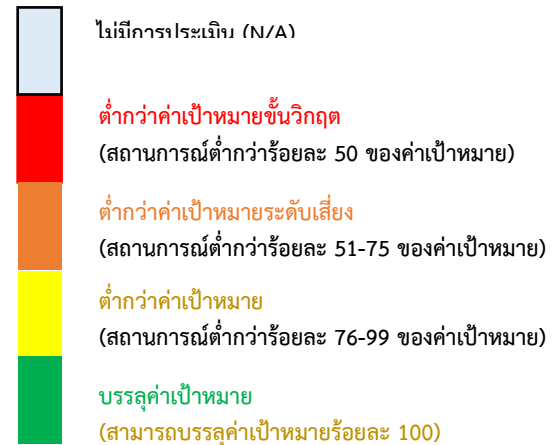 ไม่มีการประเมิน (N/A)
ต่ำกว่าค่าเป้าหมายขั้นวิกฤต
(สถานการณ์ต่ำกว่าร้อยละ 50 ของค่าเป้าหมาย)
ต่ำกว่าค่าเป้าหมายระดับเสี่ยง
(สถานการณ์ต่ำกว่าร้อยละ 51-75 ของค่าเป้าหมาย)
ต่ำกว่าค่าเป้าหมาย
(สถานการณ์ต่ำกว่าร้อยละ 76-99 ของค่าเป้าหมาย)
บรรลุค่าเป้าหมาย
(สามารถบรรลุค่าเป้าหมายร้อยละ 100)